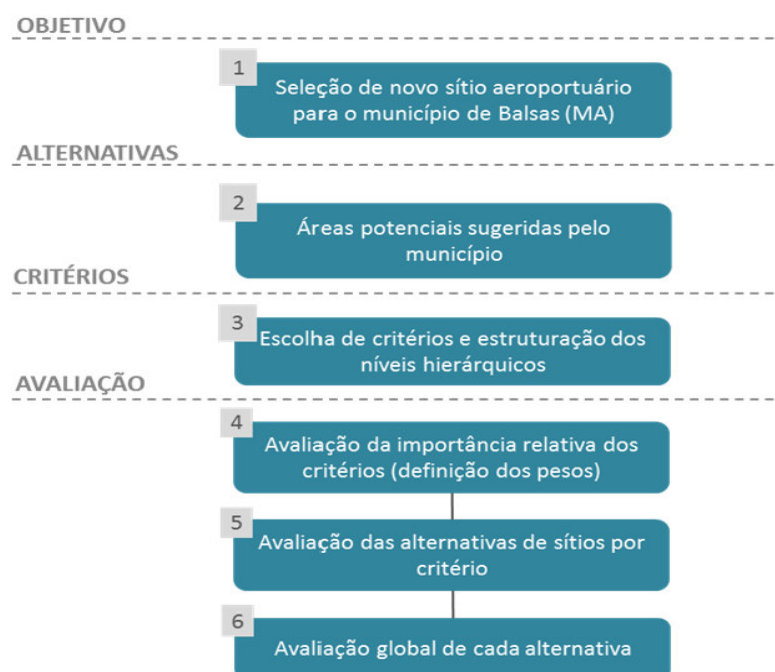 OBJETIVO
1
Seleção de novo sítio aeroportuário
para o município de Balsas (MA)
ALTERNATIVAS
2
Áreas potenciais sugeridas pelo
município
CRITÉRIOS
3
Escolha de critérios e estruturação dos
níveis hierárquicos
AVALIAÇÃO
4
Avaliação da importância relativa dos
critérios (definição dos pesos)
5
Avaliação das alternativas de sítios por
critério
6
Avaliação global de cada alternativa